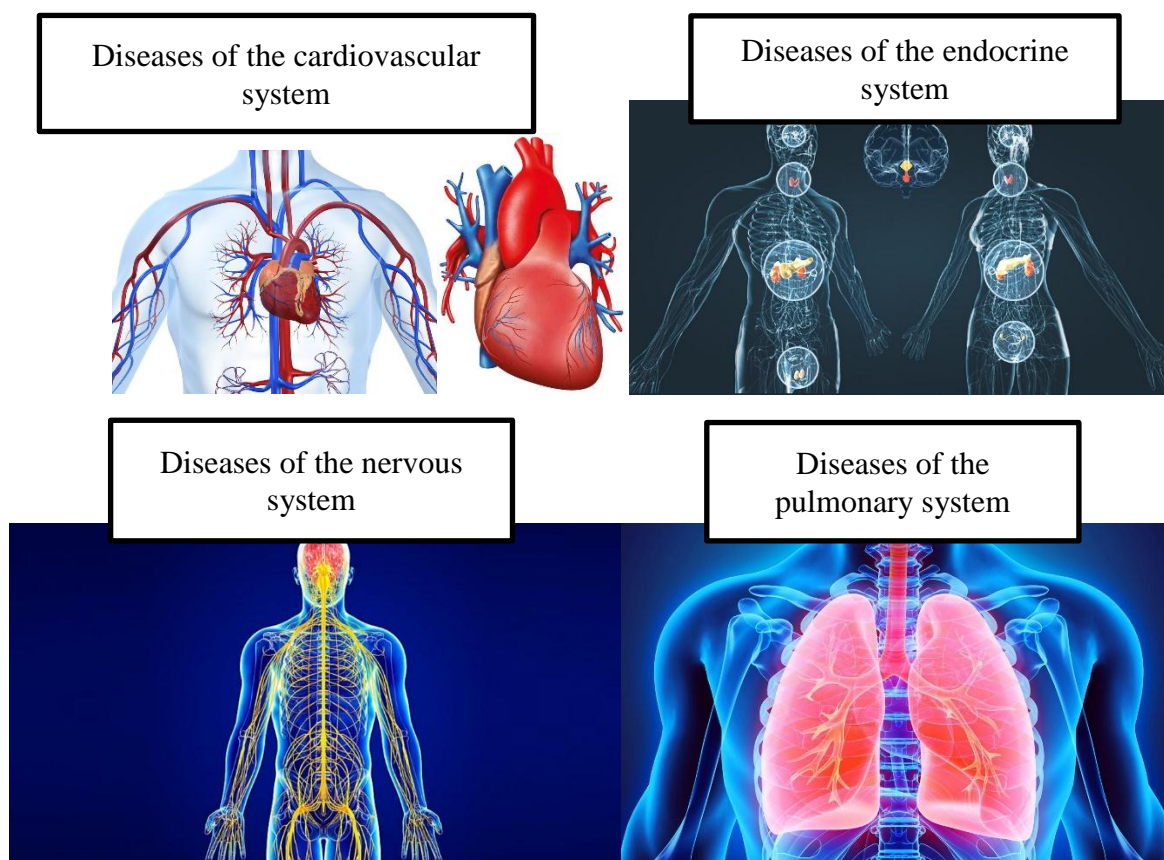 Diseases of the cardiovascular
system
Diseases of the endocrine
system
Diseases of the nervous
system
Diseases of the
pulmonary system